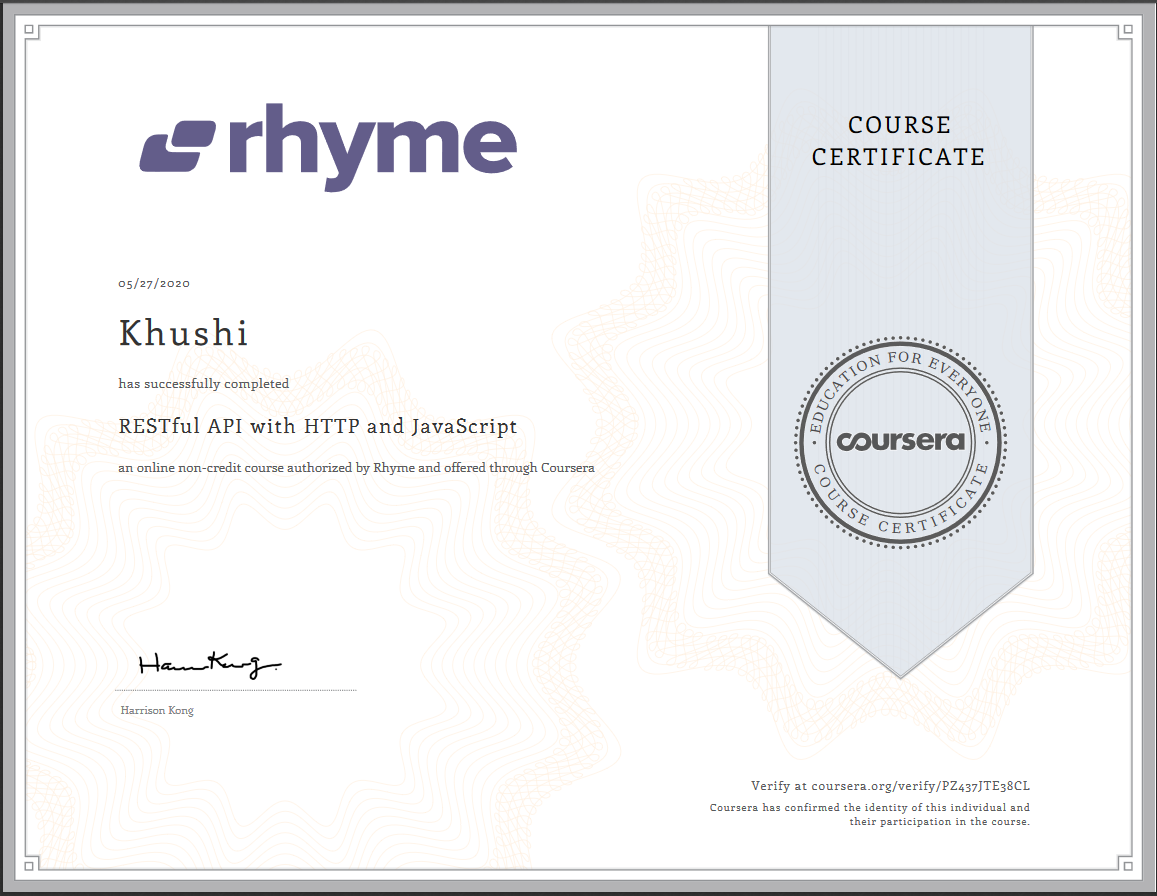 rhyme
COURSE
CERTIFICATE
05/27/2020
Khushi
has successfully completed
RESTful API with HTTP and JavaScript
an online non-credit course authorized by Rhyme and offered through Coursera
EDUCATION FOR EVERYONE
coursera
COURSE CERTIFICATE
Harrison Kong
Harrison Kong
Verify at coursera.org/verify/PZ437JTE38CL
Coursera has confirmed the identity of this individual and
their participation in the course.